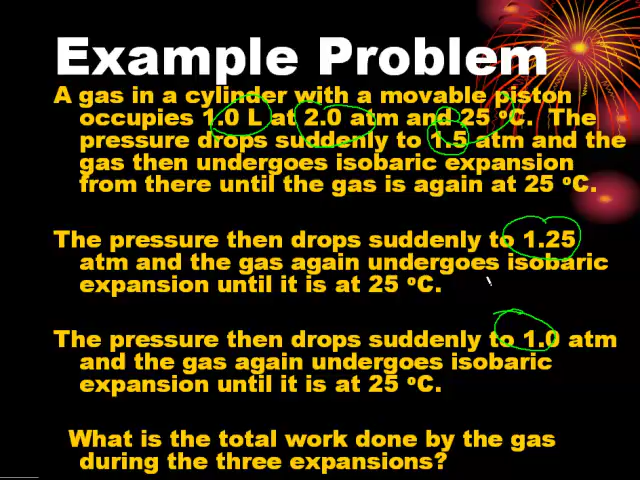 Example Problem
A gas in a cylinder with a movable piston
occupies 1.0 L at 2.0 atm and 25 ºC. The
pressure drops suddenly to 1.5 atm and the
gas then undergoes isobaric expansion
from there until the gas is again at 25 ºC.
The pressure then drops suddenly to 1.25
atm and the gas again undergoes isobaric
expansion until it is at 25 ºC.
The pressure then drops suddenly to 1.0 atm
and the gas again undergoes isobaric
expansion until it is at 25 ºC.
What is the total work done by the gas
during the three expansions?